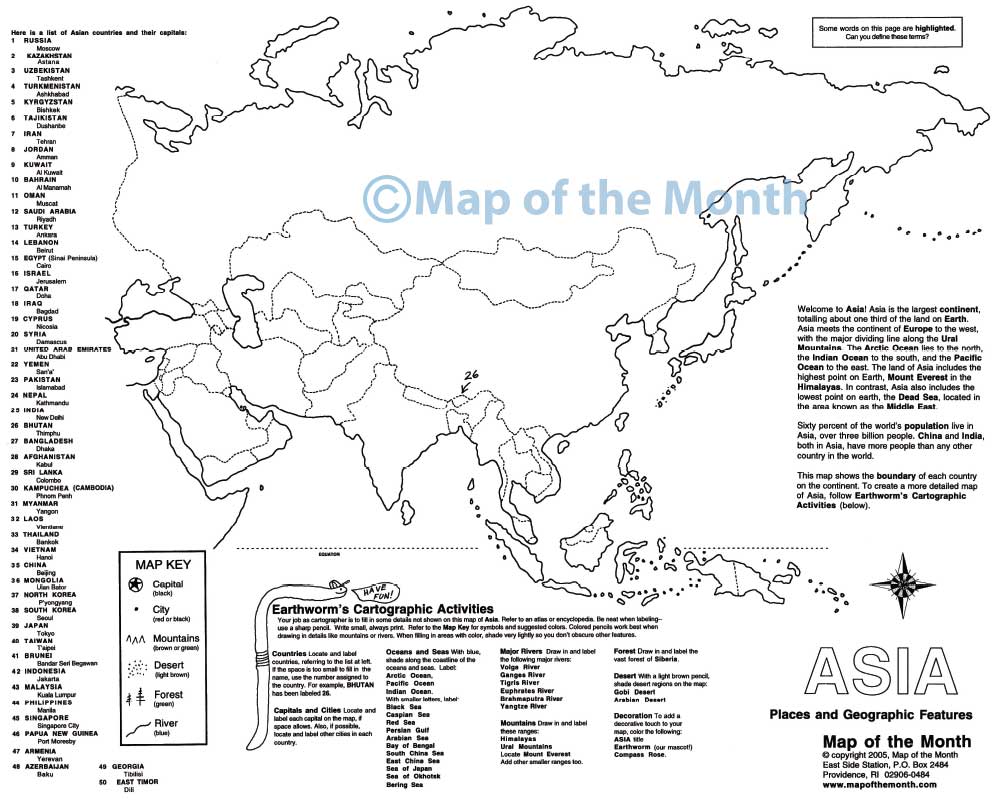 Here is a list of Asian countries and their capitals:
1 RUSSIA
Moscow
2 KAZAKHSTAN
Astana
3 UZBEKISTAN
Tashkent
4 TURKMENISTAN
Ashkhabad
5 KYRGYZSTAN
Bishkek
6 TAJIKISTAN
Dushanbe
7 IRAN
Tehran
8 JORDAN
Amman
9 KUWAIT
Al Kuwait
10 BAHRAIN
Al Manamah
11 OMAN
Muscat
12 SAUDI ARABIA
Riyadh
13 TURKEY
Ankara
14 LEBANON
Beirut
15 EGYPT (Sinai Peninsula)
Cairo
16 ISRAEL
Jerusalem
17 QATAR
Doha
18 IRAQ
Bagdad
19 CYPRUS
Nicosia
20 SYRIA
Damascus
21 UNITED ARAB EMIRATES
Abu Dhabi
22 YEMEN
San'a'
23 PAKISTAN
Islamabad
24 NEPAL
Kathmandu
25 INDIA
New Delhi
26 BHUTAN
Thimphu
27 BANGLADESH
Dhaka
28 AFGHANISTAN
Kabul
29 SRI LANKA
Colombo
30 KAMPUCHEA (CAMBODIA)
Phnom Penh
31 MYANMAR
Yangon
32 LAOS
Vientiane
33 THAILAND
Bankok
34 VIETNAM
Hanoi
35 CHINA
Beijing
36 MONGOLIA
Ulan Bator
37 NORTH KOREA
P'yongyang
38 SOUTH KOREA
Seoul
39 JAPAN
Tokyo
40 TAIWAN
T'aipei
41 BRUNEI
Bandar Seri Begawan
42 INDONESIA
Jakarta
43 MALAYSIA
Kuala Lumpur
44 PHILIPPINES
Manila
45 SINGAPORE
Singapore City
46 PAPUA NEW GUINEA
Port Moresby
47 ARMENIA
Yerevan
48 AZERBAIJAN
Baku
49 GEORGIA
Tibilisi
50 EAST TIMOR
Dili
Some words on this page are highlighted.
Can you define these terms?
©Map of the Month
26
EQUATOR
Welcome to Asia! Asia is the largest continent,
totalling about one third of the land on Earth.
Asia meets the continent of Europe to the west,
with the major dividing line along the Ural
Mountains. The Arctic Ocean lies to the north,
the Indian Ocean to the south, and the Pacific
Ocean to the east. The land of Asia includes the
highest point on Earth, Mount Everest in the
Himalayas. In contrast, Asia also includes the
lowest point on earth, the Dead Sea, located in
the area known as the Middle East.
Sixty percent of the world's population live in
Asia, over three billion people. China and India,
both in Asia, have more people than any other
country in the world.
This map shows the boundary of each country
on the continent. To create a more detailed map
of Asia, follow Earthworm's Cartographic
Activities (below).
MAP KEY
Capital
(black)
City
(red or black)
Mountains
(brown or green)
Desert
(light brown)
Forest
(green)
River
(blue)
HAVE
FUN!
Earthworm's Cartographic Activities
Your job as cartographer is to fill in some details not shown on this map of Asia. Refer to an atlas or encyclopedia. Be neat when labeling--
use a sharp pencil. Write small, always print. Refer to the Map Key for symbols and suggested colors. Colored pencils work best when
drawing in details like mountains or rivers. When filling in areas with color, shade very lightly so you don't obscure other features.
Countries Locate and label
countries, referring to the list at left.
If the space is too small to fill in the
name, use the number assigned to
the country. For example, BHUTAN
has been labeled 26.
Capitals and Cities Locate and
label each capital on the map, if
space allows. Also, if possible,
locate and label other cities in each
country.
Oceans and Seas With blue,
shade along the coastline of the
oceans and seas. Label:
Arctic Ocean,
Pacific Ocean
Indian Ocean.
With smaller letters, label:
Black Sea
Caspian Sea
Red Sea
Persian Gulf
Arabian Sea
Bay of Bengal
South China Sea
East China Sea
Sea of Japan
Sea of Okhotsk
Bering Sea
Major Rivers Draw in and label
the following major rivers:
Volga River
Ganges River
Tigris River
Euphrates River
Brahmaputra River
Yangtze River
Mountains Draw in and label
these ranges:
Himalayas
Ural Mountains
Locate Mount Everest
Add other smaller ranges too.
Forest Draw in and label the
vast forest of Siberia.
Desert With a light brown pencil,
shade desert regions on the map:
Gobi Desert
Arabian Desert
Decoration To add a
decorative touch to your
map, color the following:
ASIA title
Earthworm (our mascot!)
Compass Rose.
ASIA
Places and Geographic Features
Map of the Month
© copyright 2005, Map of the Month
East Side Station, P.O. Box 2484
Providence, RI 02906-0484
www.mapofthemonth.com